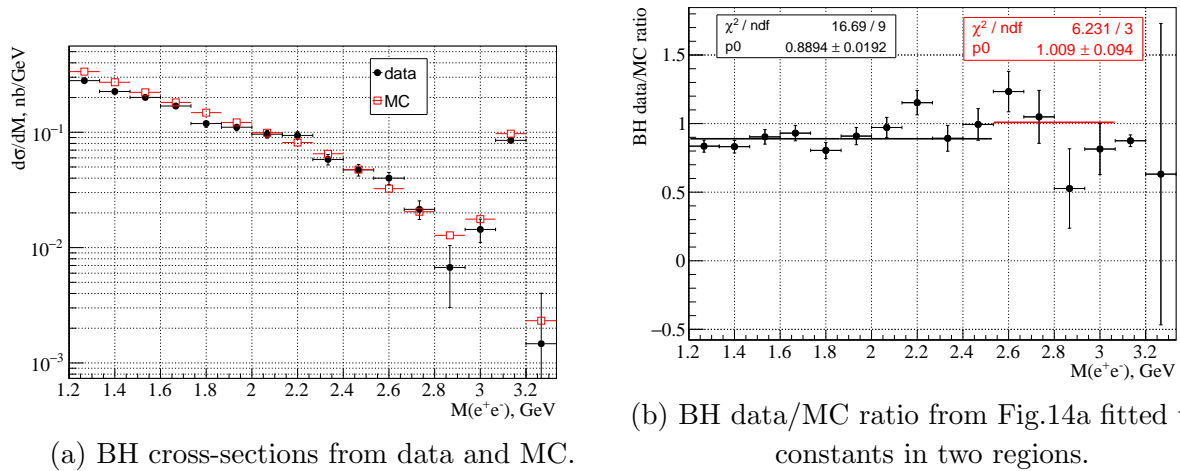 dσ/dM, nb/GeV
10⁻¹
10⁻²
10⁻³
data
MC
1.2 1.4 1.6 1.8 2 2.2 2.4 2.6 2.8 3 3.2
M(e⁺e⁻), GeV
(a) BH cross-sections from data and MC.
BH data/MC ratio
χ² / ndf 16.69 / 9
p0 0.8894 ± 0.0192
χ² / ndf 6.231 / 3
p0 1.009 ± 0.094
1.5
1
0.5
0
−0.5
1.2 1.4 1.6 1.8 2 2.2 2.4 2.6 2.8 3 3.2
M(e⁺e⁻), GeV
(b) BH data/MC ratio from Fig.14a fitted
constants in two regions.